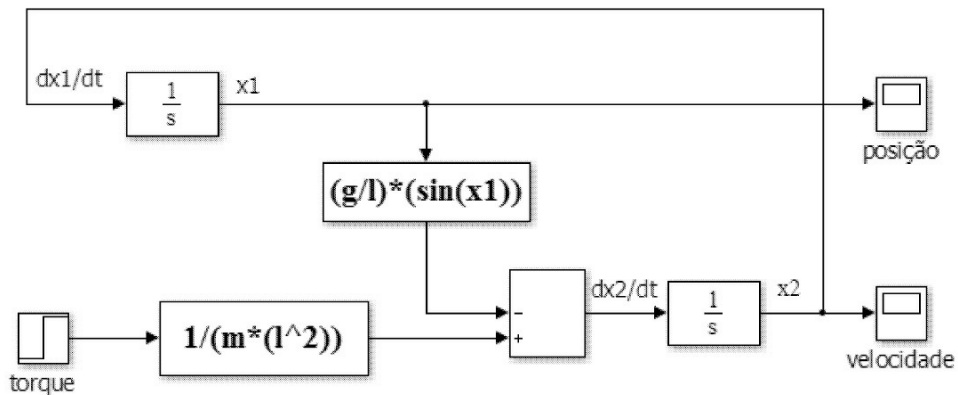 dx1/dt
1
s
x1
posição
(g/l)*(sin(x1))
dx2/dt
1
s
x2
−
+
1/(m*(l^2))
torque
velocidade